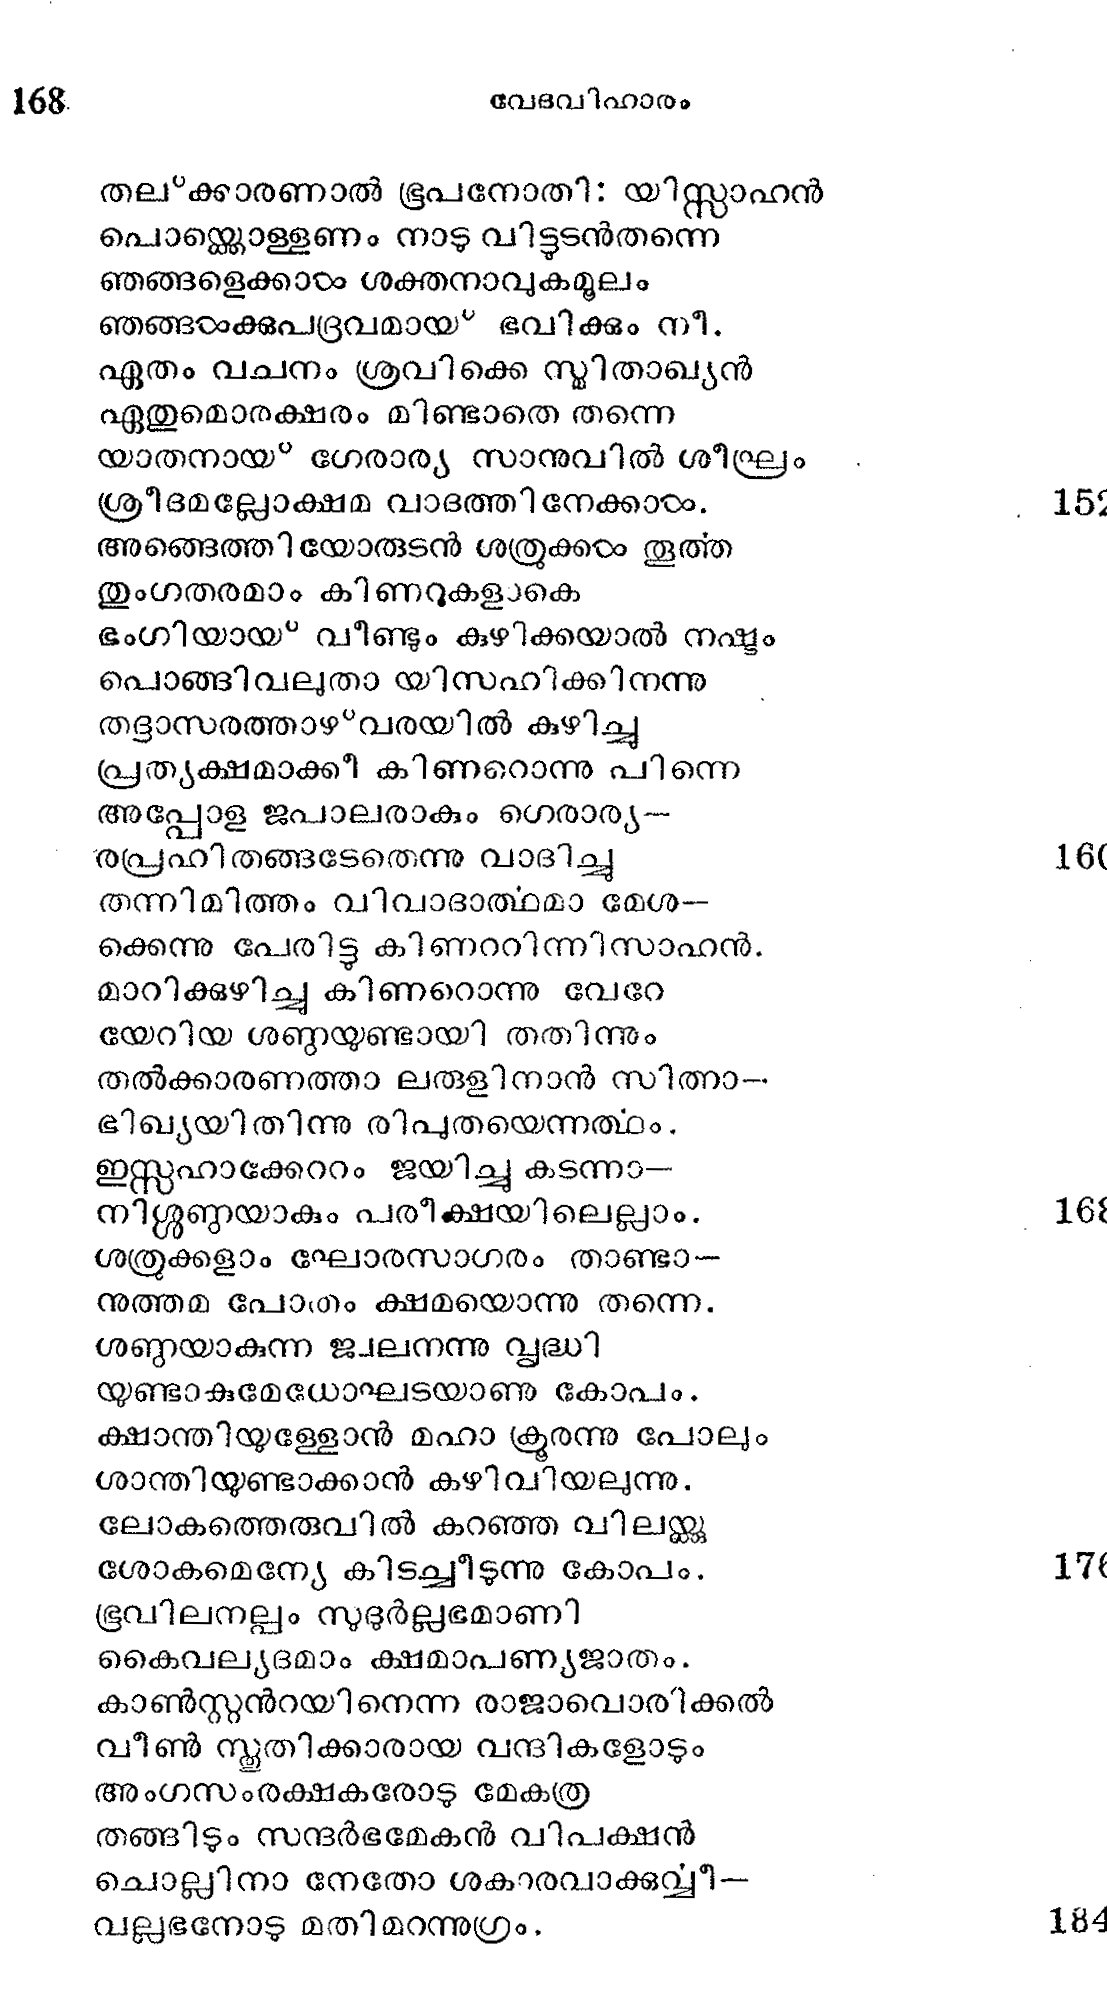 168 വേദവിഹാരം
തല്ക്കാരണാൽ ഭൂപനോതി: യിസ്സാഹൻ
പൊയ്ക്കൊള്ളണം നാടു വിട്ടുടൻതന്നെ
ഞങ്ങളെക്കാൾ ശക്തനാവുകമൂലം
ഞങ്ങൾക്കുപദ്രവമായ് ഭവിക്കും നീ.
ഏതം വചനം ശ്രവിക്കെ സ്മിതാഖ്യൻ
ഏതുമൊരക്ഷരം മിണ്ടാതെ തന്നെ
യാതനായ് ഗേരാര്യ സാനുവിൽ ശീഘ്രം
ശ്രീദമല്ലോക്ഷമ വാദത്തിനേക്കാൾ. 152
അങ്ങെത്തിയോരുടൻ ശത്രുക്കൾ തൂർത്ത
തുംഗതരമാം കിണറുകളാകെ
ഭംഗിയായ് വീണ്ടും കുഴിക്കയാൽ നഷ്ടം
പൊങ്ങിവലുതാ യിസഹിക്കിനന്നു
തദ്ദാസരത്താഴ്വരയിൽ കുഴിച്ചു
പ്രത്യക്ഷമാക്കീ കിണറൊന്നു പിന്നെ
അപ്പോള ജപാലരാകും ഗെരാര്യ—
രപ്രഹിതങ്ങടേതെന്നു വാദിച്ചു 160
തന്നിമിത്തം വിവാദാർത്ഥമാ മേശ—
ക്കെന്നു പേരിട്ടു കിണററിന്നിസാഹൻ.
മാറിക്കുഴിച്ചു കിണറൊന്നു വേറേ
യേറിയ ശണ്ഠയുണ്ടായി തതിന്നും
തൽക്കാരണത്താ ലരുളിനാൻ സിത്നാ—
ഭിഖ്യയിതിന്നു രിപുതയെന്നർത്ഥം.
ഇസ്സഹാക്കേററം ജയിച്ചു കടന്നാ—
നിശ്ശണ്ഠയാകും പരീക്ഷയിലെല്ലാം. 168
ശത്രുക്കളാം ഘോരസാഗരം താണ്ടാ—
നുത്തമ പോതം ക്ഷമയൊന്നു തന്നെ.
ശണ്ഠയാകുന്ന ജ്വലനന്നു വൃദ്ധി
യുണ്ടാകുമേധോഘടയാണു കോപം.
ക്ഷാന്തിയുള്ളോൻ മഹാ ക്രൂരന്നു പോലും
ശാന്തിയുണ്ടാക്കാൻ കഴിവിയലുന്നു.
ലോകത്തെരുവിൽ കറഞ്ഞ വിലയ്ക്കു
ശോകമെന്യേ കിടച്ചീടുന്നു കോപം. 176
ഭൂവിലനല്പം സുദുർല്ലഭമാണി
കൈവല്യദമാം ക്ഷമാപണ്യജാതം.
കാൺസ്റ്റൻറയിനെന്ന രാജാവൊരിക്കൽ
വീൺ സ്തുതിക്കാരായ വന്ദികളോടും
അംഗസംരക്ഷകരോടു മേകത്ര
തങ്ങിടും സന്ദർഭമേകൻ വിപക്ഷൻ
ചൊല്ലിനാ നേതോ ശകാരവാക്കുർവ്വീ—
വല്ലഭനോടു മതിമറന്നുഗ്രം. 184